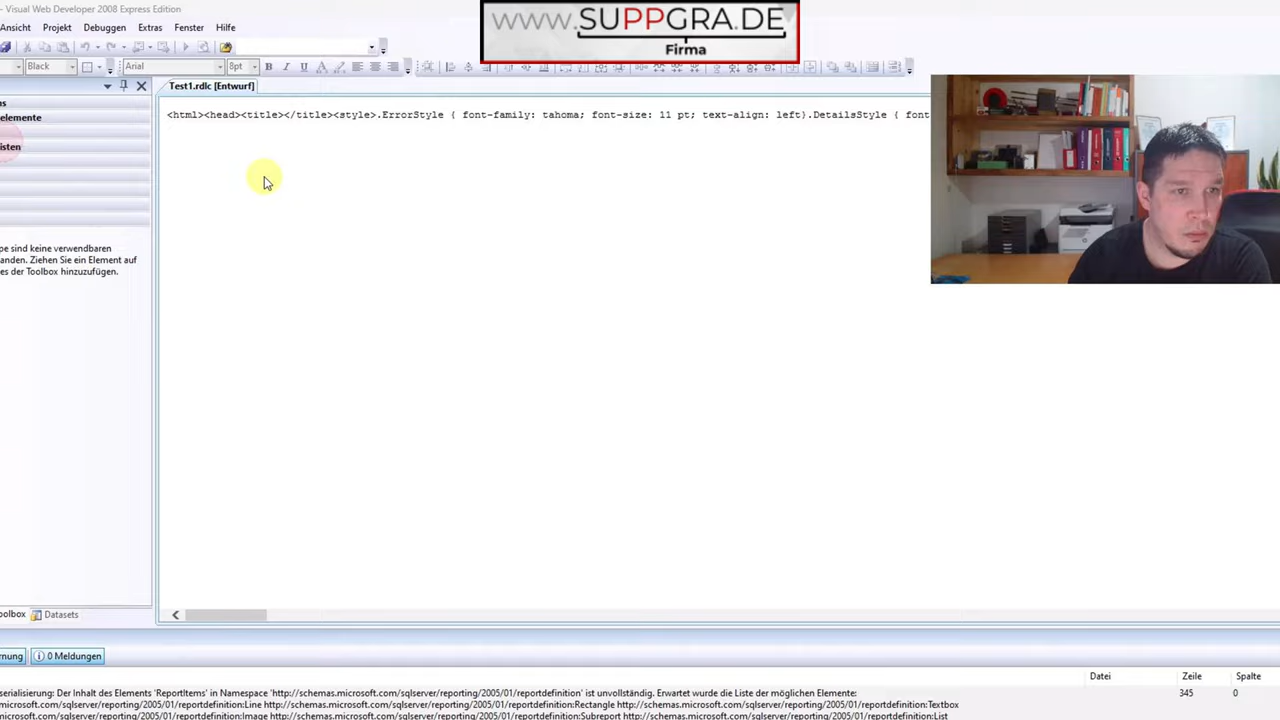 - Visual Web Developer 2008 Express Edition
www.SUPPGRA.DE
Firma
Ansicht Projekt Debuggen Extras Fenster Hilfe
Black Arial 8pt B I U A
Test1.rdlc [Entwurf]
elemente
isten
<html><head><title></title><style>.ErrorStyle { font-family: tahoma; font-size: 11 pt; text-align: left}.DetailsStyle { font
pe sind keine verwendbaren
anden. Ziehen Sie ein Element auf
es der Toolbox hinzuzufügen.
oolbox Datasets
rnung 0 Meldungen
Datei Zeile Spalte
serialisierung: Der Inhalt des Elements 'ReportItems' in Namespace 'http://schemas.microsoft.com/sqlserver/reporting/2005/01/reportdefinition' ist unvollständig. Erwartet wurde die Liste der möglichen Elemente: 345 0
.microsoft.com/sqlserver/reporting/2005/01/reportdefinition:Line http://schemas.microsoft.com/sqlserver/reporting/2005/01/reportdefinition:Rectangle http://schemas.microsoft.com/sqlserver/reporting/2005/01/reportdefinition:Textbox
.microsoft.com/sqlserver/reporting/2005/01/reportdefinition:Image http://schemas.microsoft.com/sqlserver/reporting/2005/01/reportdefinition:Subreport http://schemas.microsoft.com/sqlserver/reporting/2005/01/reportdefinition:List